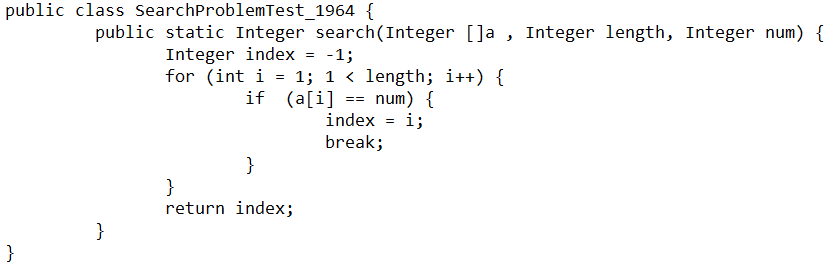 public class SearchProblemTest_1964 {
public static Integer search(Integer []a , Integer length, Integer num) {
Integer index = -1;
for (int i = 1; 1 < length; i++) {
if  (a[i] == num) {
index = i;
break;
}
}
return index;
}
}